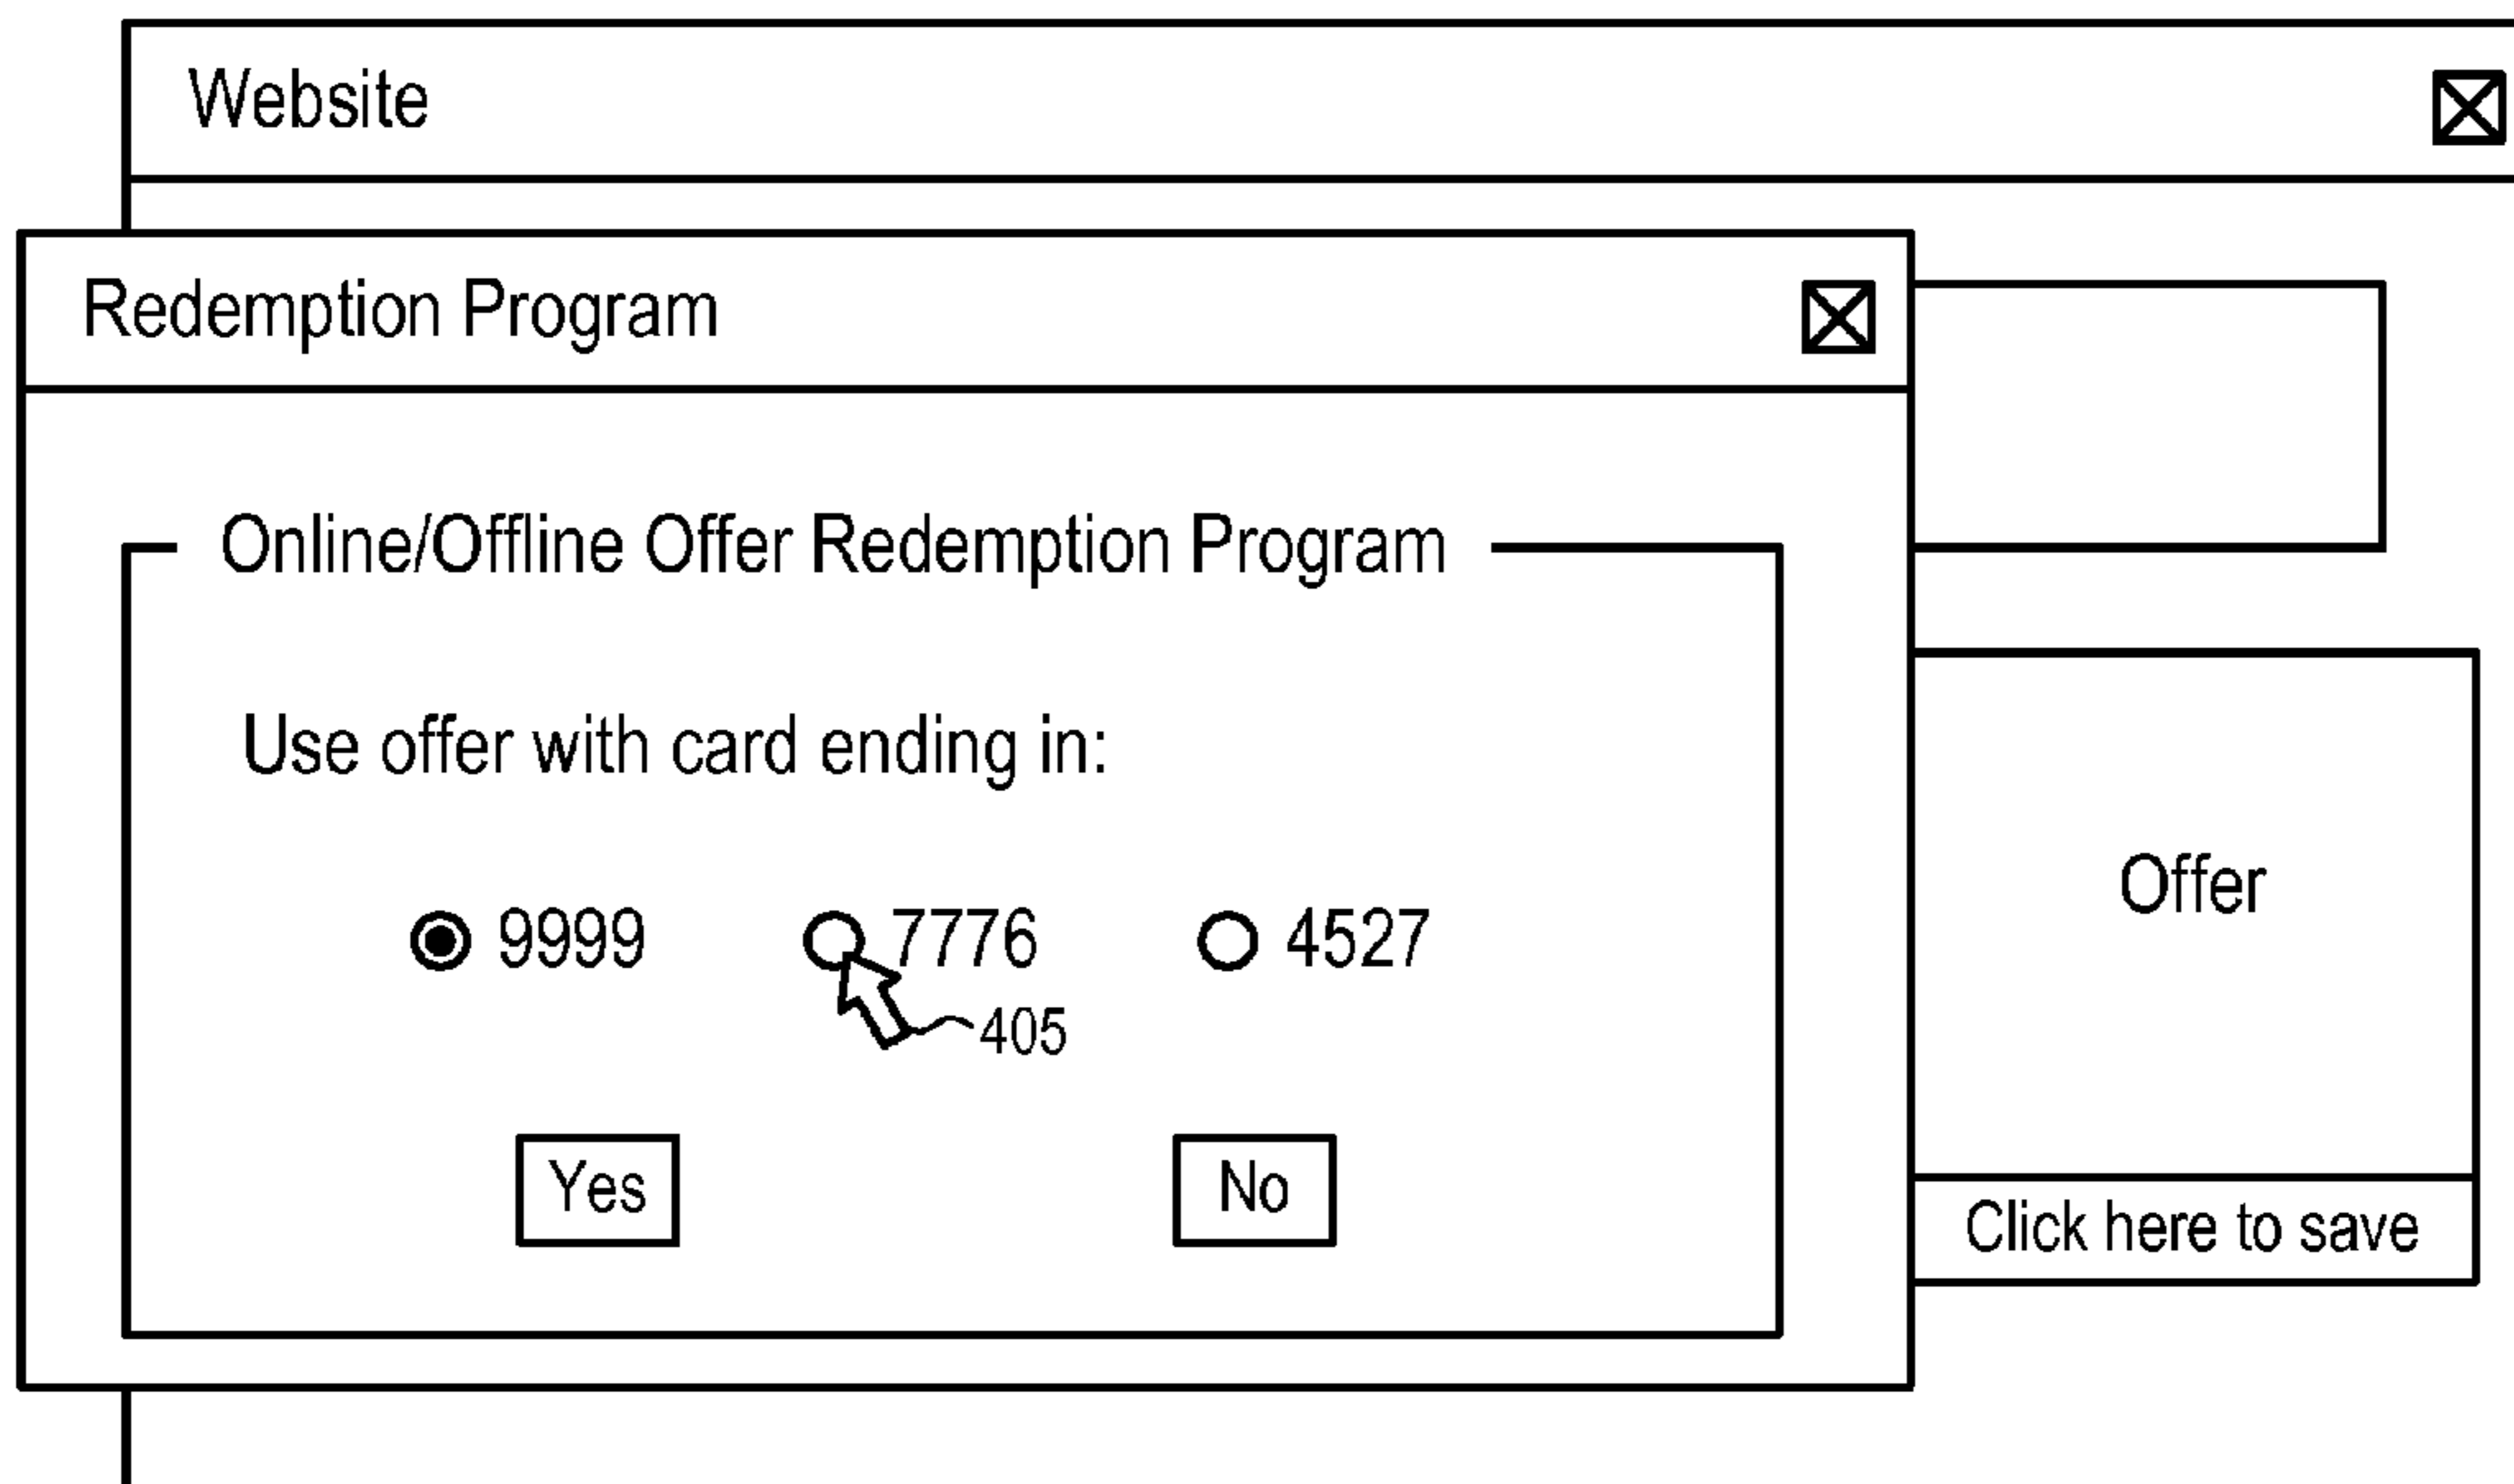 Website
Redemption Program
Online/Offline Offer Redemption Program
Use offer with card ending in:
9999 7776 4527
405
Yes No
Offer
Click here to save